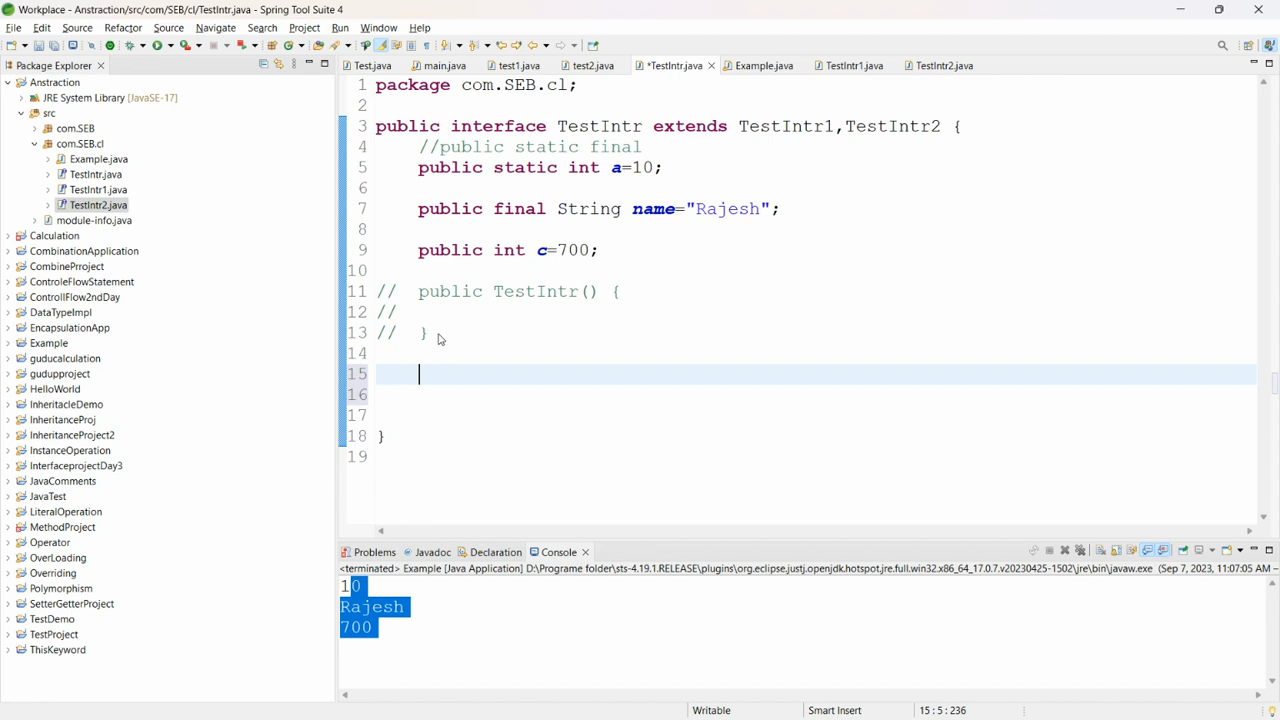 Workplace - Anstraction/src/com/SEB/cl/TestIntr.java - Spring Tool Suite 4
File Edit Source Refactor Source Navigate Search Project Run Window Help
Package Explorer
Test.java main.java test1.java test2.java *TestIntr.java Example.java TestIntr1.java TestIntr2.java
Anstraction
JRE System Library [JavaSE-17]
src
com.SEB
com.SEB.cl
Example.java
TestIntr.java
TestIntr1.java
TestIntr2.java
module-info.java
Calculation
CombinationApplication
CombinePrroject
ControleFlowStatement
ControllFlow2ndDay
DataTypeImpl
EncapsulationApp
Example
guducalculation
gudupproject
HelloWorld
InheritacleDemo
InheritanceProj
InheritanceProject2
InstanceOperation
InterfaceprojectDay3
JavaComments
JavaTest
LiteralOperation
MethodProject
Operator
OverLoading
Overriding
Polymorphism
SetterGetterProject
TestDemo
TestProject
ThisKeyword
1 package com.SEB.cl;
2
3 public interface TestIntr extends TestIntr1,TestIntr2 {
4 //public static final
5 public static int a=10;
6
7 public final String name="Rajesh";
8
9 public int c=700;
10
11 // public TestIntr() {
12 //
13 // }
14
15
16
17
18 }
19
Problems Javadoc Declaration Console
<terminated> Example [Java Application] D:\Programe folder\sts-4.19.1.RELEASE\plugins\org.eclipse.justj.openjdk.hotspot.jre.full.win32.x86_64_17.0.7.v20230425-1502\jre\bin\javaw.exe (Sep 7, 2023, 11:07:05 AM –
10
Rajesh
700
Writable Smart Insert 15 : 5 : 236